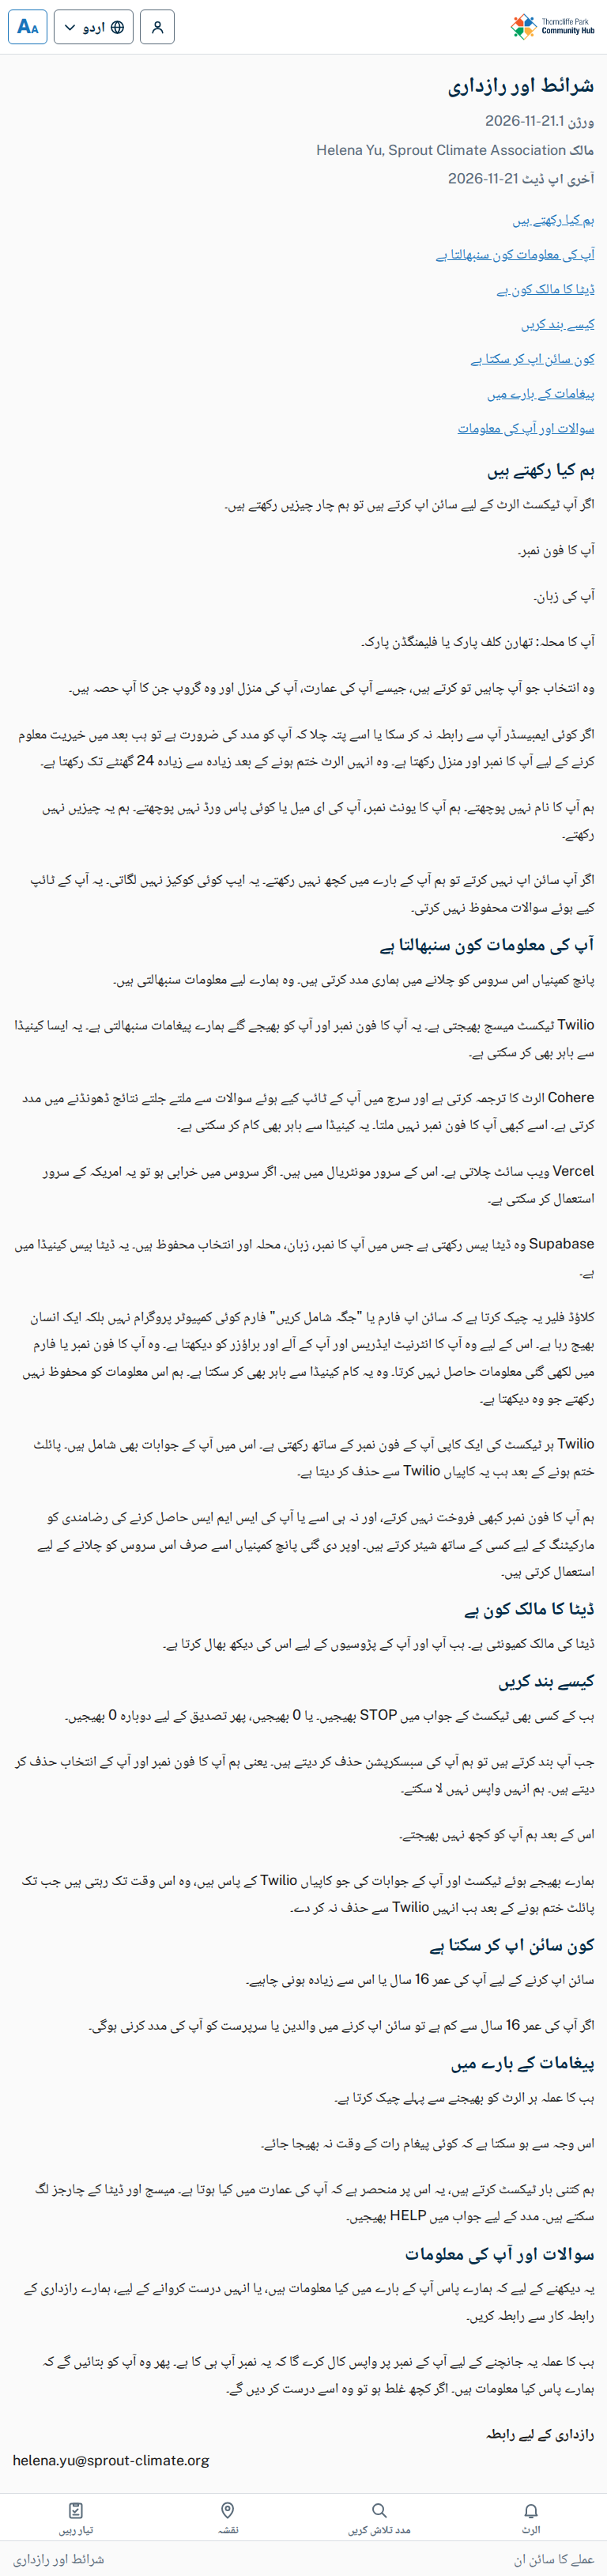 Thorncliffe Park
Community Hub
اردو
AA
شرائط اور رازداری
ورژن 2026-11-21.1
مالک Helena Yu, Sprout Climate Association
آخری اپ ڈیٹ 21-11-2026
ہم کیا رکھتے ہیں
آپ کی معلومات کون سنبھالتا ہے
ڈیٹا کا مالک کون ہے
کیسے بند کریں
کون سائن اپ کر سکتا ہے
پیغامات کے بارے میں
سوالات اور آپ کی معلومات
ہم کیا رکھتے ہیں
اگر آپ ٹیکسٹ الرٹ کے لیے سائن اپ کرتے ہیں تو ہم چار چیزیں رکھتے ہیں۔
آپ کا فون نمبر۔
آپ کی زبان۔
آپ کا محلہ: تھارن کلف پارک یا فلیمنگڈن پارک۔
وہ انتخاب جو آپ چاہیں تو کرتے ہیں، جیسے آپ کی عمارت، آپ کی منزل اور وہ گروپ جن کا آپ حصہ ہیں۔
اگر کوئی ایمبیسڈر آپ سے رابطہ نہ کر سکا یا اسے پتہ چلا کہ آپ کو مدد کی ضرورت ہے تو ہب بعد میں خیریت معلوم
کرنے کے لیے آپ کا نمبر اور منزل رکھتا ہے۔ وہ انہیں الرٹ ختم ہونے کے بعد زیادہ سے زیادہ 24 گھنٹے تک رکھتا ہے۔
ہم آپ کا نام نہیں پوچھتے۔ ہم آپ کا یونٹ نمبر، آپ کی ای میل یا کوئی پاس ورڈ نہیں پوچھتے۔ ہم یہ چیزیں نہیں
رکھتے۔
اگر آپ سائن اپ نہیں کرتے تو ہم آپ کے بارے میں کچھ نہیں رکھتے۔ یہ ایپ کوئی کوکیز نہیں لگاتی۔ یہ آپ کے ٹائپ
کیے ہوئے سوالات محفوظ نہیں کرتی۔
آپ کی معلومات کون سنبھالتا ہے
پانچ کمپنیاں اس سروس کو چلانے میں ہماری مدد کرتی ہیں۔ وہ ہمارے لیے معلومات سنبھالتی ہیں۔
Twilio ٹیکسٹ میسج بھیجتی ہے۔ یہ آپ کا فون نمبر اور آپ کو بھیجے گئے ہمارے پیغامات سنبھالتی ہے۔ یہ ایسا کینیڈا
سے باہر بھی کر سکتی ہے۔
Cohere الرٹ کا ترجمہ کرتی ہے اور سرچ میں آپ کے ٹائپ کیے ہوئے سوالات سے ملتے جلتے نتائج ڈھونڈنے میں مدد
کرتی ہے۔ اسے کبھی آپ کا فون نمبر نہیں ملتا۔ یہ کینیڈا سے باہر بھی کام کر سکتی ہے۔
Vercel ویب سائٹ چلاتی ہے۔ اس کے سرور مونٹریال میں ہیں۔ اگر سروس میں خرابی ہو تو یہ امریکہ کے سرور
استعمال کر سکتی ہے۔
Supabase وہ ڈیٹا بیس رکھتی ہے جس میں آپ کا نمبر، زبان، محلہ اور انتخاب محفوظ ہیں۔ یہ ڈیٹا بیس کینیڈا میں
ہے۔
کلاؤڈ فلیر یہ چیک کرتا ہے کہ سائن اپ فارم یا "جگہ شامل کریں" فارم کوئی کمپیوٹر پروگرام نہیں بلکہ ایک انسان
بھیج رہا ہے۔ اس کے لیے وہ آپ کا انٹرنیٹ ایڈریس اور آپ کے آلے اور براؤزر کو دیکھتا ہے۔ وہ آپ کا فون نمبر یا فارم
میں لکھی گئی معلومات حاصل نہیں کرتا۔ وہ یہ کام کینیڈا سے باہر بھی کر سکتا ہے۔ ہم اس معلومات کو محفوظ نہیں
رکھتے جو وہ دیکھتا ہے۔
Twilio ہر ٹیکسٹ کی ایک کاپی آپ کے فون نمبر کے ساتھ رکھتی ہے۔ اس میں آپ کے جوابات بھی شامل ہیں۔ پائلٹ
ختم ہونے کے بعد ہب یہ کاپیاں Twilio سے حذف کر دیتا ہے۔
ہم آپ کا فون نمبر کبھی فروخت نہیں کرتے، اور نہ ہی اسے یا آپ کی ایس ایم ایس حاصل کرنے کی رضامندی کو
مارکیٹنگ کے لیے کسی کے ساتھ شیئر کرتے ہیں۔ اوپر دی گئی پانچ کمپنیاں اسے صرف اس سروس کو چلانے کے لیے
استعمال کرتی ہیں۔
ڈیٹا کا مالک کون ہے
ڈیٹا کی مالک کمیونٹی ہے۔ ہب آپ اور آپ کے پڑوسیوں کے لیے اس کی دیکھ بھال کرتا ہے۔
کیسے بند کریں
ہب کے کسی بھی ٹیکسٹ کے جواب میں STOP بھیجیں۔ یا 0 بھیجیں، پھر تصدیق کے لیے دوبارہ 0 بھیجیں۔
جب آپ بند کرتے ہیں تو ہم آپ کی سبسکرپشن حذف کر دیتے ہیں۔ یعنی ہم آپ کا فون نمبر اور آپ کے انتخاب حذف کر
دیتے ہیں۔ ہم انہیں واپس نہیں لا سکتے۔
اس کے بعد ہم آپ کو کچھ نہیں بھیجتے۔
ہمارے بھیجے ہوئے ٹیکسٹ اور آپ کے جوابات کی جو کاپیاں Twilio کے پاس ہیں، وہ اس وقت تک رہتی ہیں جب تک
پائلٹ ختم ہونے کے بعد ہب انہیں Twilio سے حذف نہ کر دے۔
کون سائن اپ کر سکتا ہے
سائن اپ کرنے کے لیے آپ کی عمر 16 سال یا اس سے زیادہ ہونی چاہیے۔
اگر آپ کی عمر 16 سال سے کم ہے تو سائن اپ کرنے میں والدین یا سرپرست کو آپ کی مدد کرنی ہوگی۔
پیغامات کے بارے میں
ہب کا عملہ ہر الرٹ کو بھیجنے سے پہلے چیک کرتا ہے۔
اس وجہ سے ہو سکتا ہے کہ کوئی پیغام رات کے وقت نہ بھیجا جائے۔
ہم کتنی بار ٹیکسٹ کرتے ہیں، یہ اس پر منحصر ہے کہ آپ کی عمارت میں کیا ہوتا ہے۔ میسج اور ڈیٹا کے چارجز لگ
سکتے ہیں۔ مدد کے لیے جواب میں HELP بھیجیں۔
سوالات اور آپ کی معلومات
یہ دیکھنے کے لیے کہ ہمارے پاس آپ کے بارے میں کیا معلومات ہیں، یا انہیں درست کروانے کے لیے، ہمارے رازداری کے
رابطہ کار سے رابطہ کریں۔
ہب کا عملہ یہ جانچنے کے لیے آپ کے نمبر پر واپس کال کرے گا کہ یہ نمبر آپ ہی کا ہے۔ پھر وہ آپ کو بتائیں گے کہ
ہمارے پاس کیا معلومات ہیں۔ اگر کچھ غلط ہو تو وہ اسے درست کر دیں گے۔
رازداری کے لیے رابطہ
helena.yu@sprout-climate.org
الرٹ
مدد تلاش کریں
نقشہ
تیار رہیں
عملے کا سائن ان
شرائط اور رازداری